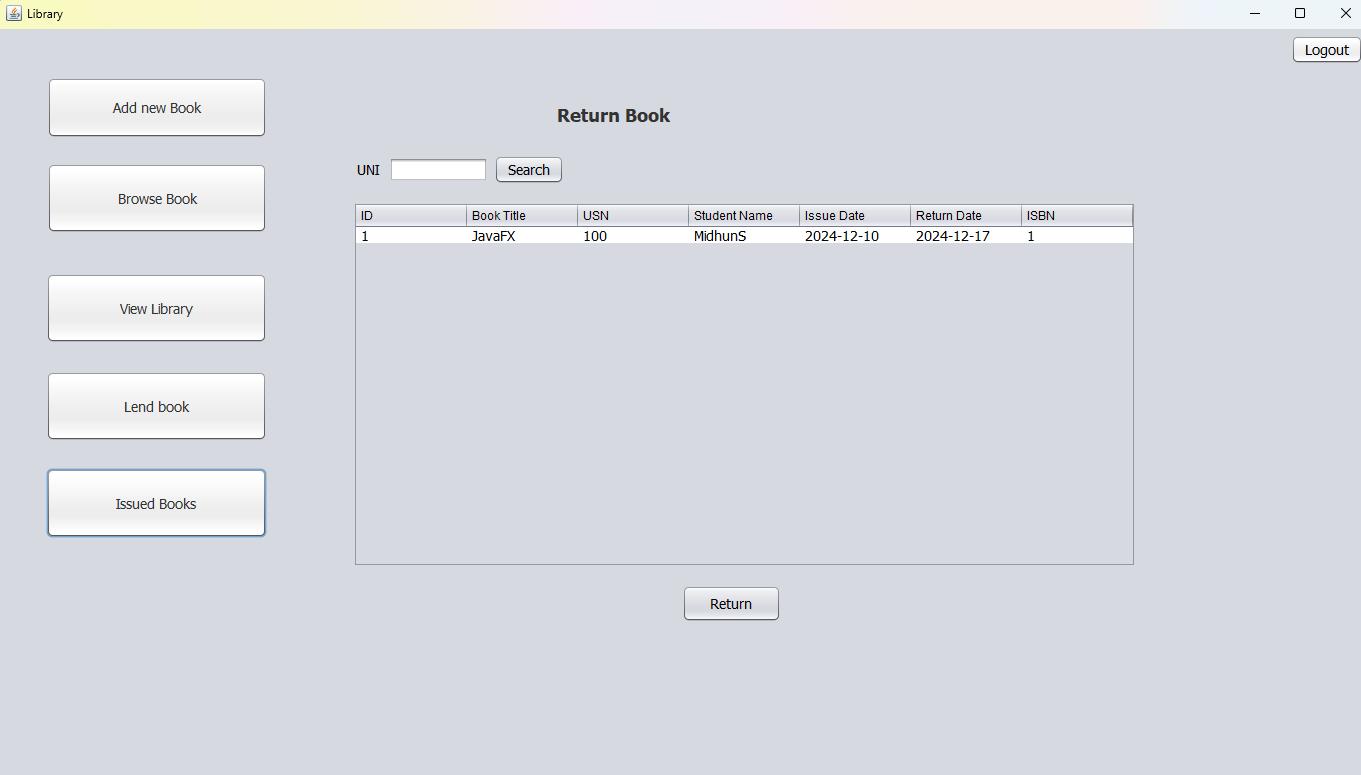 Library
Logout
Add new Book
Browse Book
View Library
Lend book
Issued Books
Return Book
UNI Search
ID Book Title USN Student Name Issue Date Return Date ISBN
1 JavaFX 100 MidhunS 2024-12-10 2024-12-17 1
Return